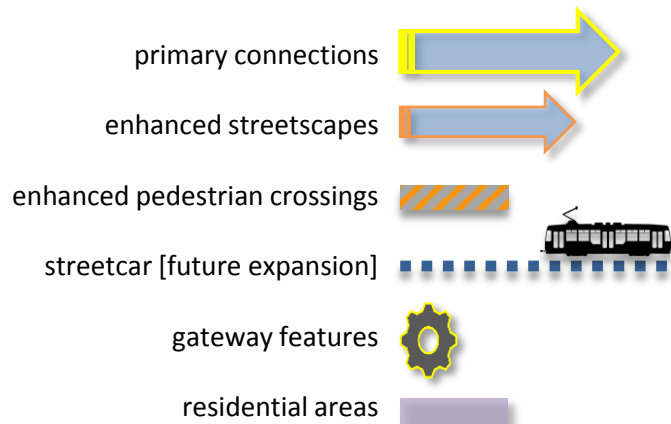 primary connections
enhanced streetscapes
enhanced pedestrian crossings
streetcar [future expansion]
gateway features
residential areas